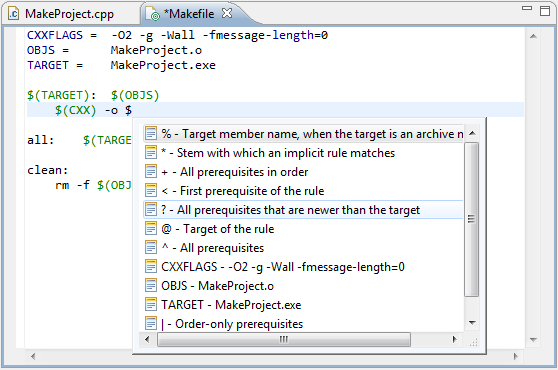 MakeProject.cpp
*Makefile
CXXFLAGS = -O2 -g -Wall -fmessage-length=0
OBJS = MakeProject.o
TARGET = MakeProject.exe
$(TARGET): $(OBJS)
$(CXX) -o $
all: $(TARGE
clean:
rm -f $(OBJ
% - Target member name, when the target is an archive
* - Stem with which an implicit rule matches
+ - All prerequisites in order
< - First prerequisite of the rule
? - All prerequisites that are newer than the target
@ - Target of the rule
^ - All prerequisites
CXXFLAGS - -O2 -g -Wall -fmessage-length=0
OBJS - MakeProject.o
TARGET - MakeProject.exe
| - Order-only prerequisites